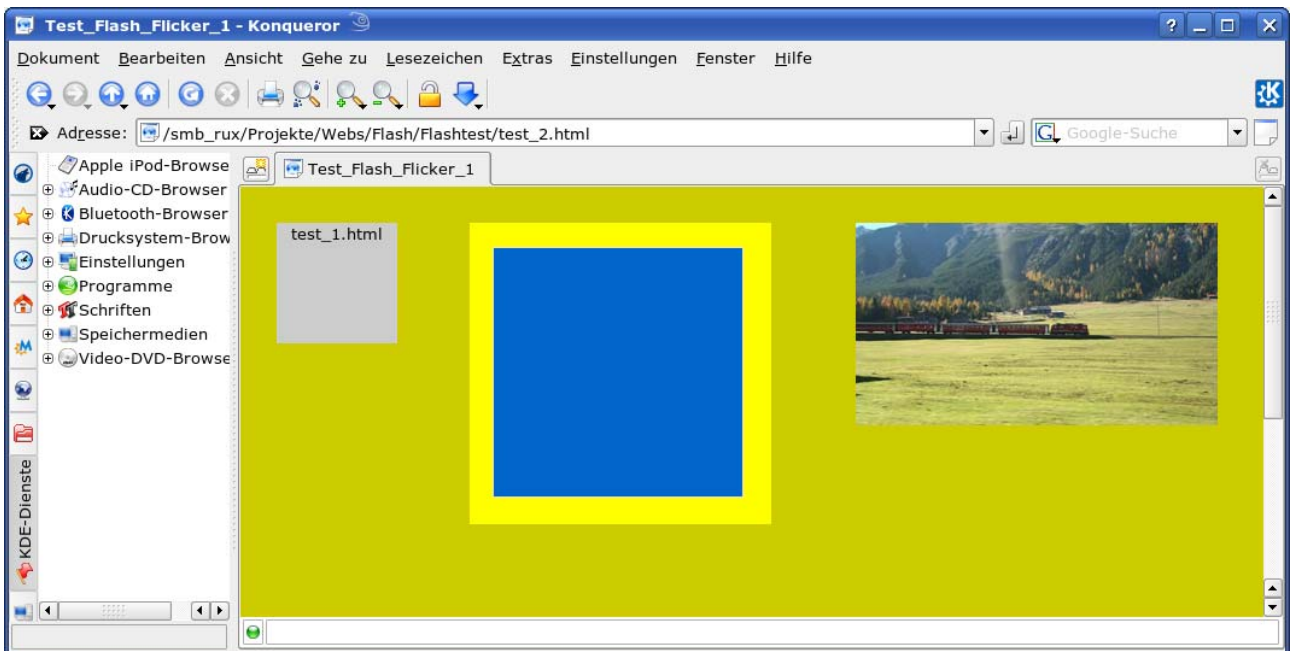 Test_Flash_Flicker_1 - Konqueror
Dokument Bearbeiten Ansicht Gehe zu Lesezeichen Extras Einstellungen Fenster Hilfe
Adresse: /smb_rux/Projekte/Webs/Flash/Flashtest/test_2.html Google-Suche
Test_Flash_Flicker_1
Apple iPod-Browse
Audio-CD-Browser
Bluetooth-Browser
Drucksystem-Brow
Einstellungen
Programme
Schriften
Speichermedien
Video-DVD-Browse
KDE-Dienste
test_1.html